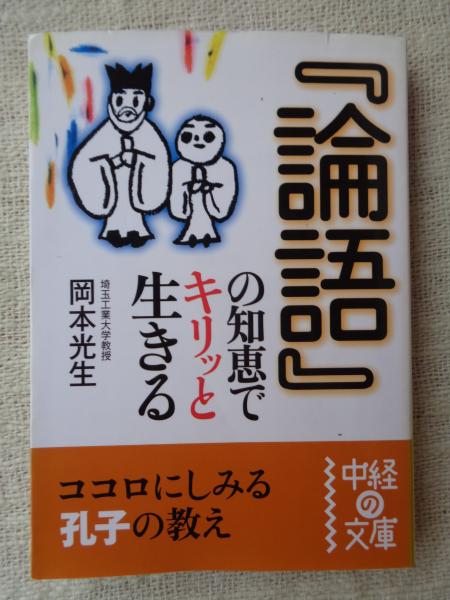 『論語』
の知恵で
キリッと
生きる
埼玉工業大学教授
岡本光生
ココロにしみる
孔子の教え
中経
の
文庫